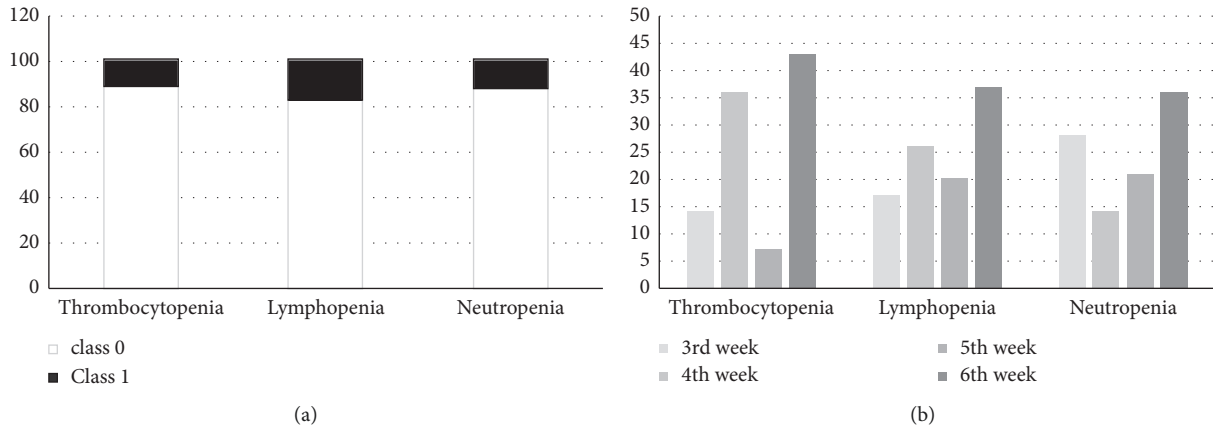 120
100
80
60
40
20
0
Thrombocytopenia Lymphopenia Neutropenia
class 0
Class 1
(a)
50
45
40
35
30
25
20
15
10
5
0
Thrombocytopenia Lymphopenia Neutropenia
3rd week 5th week
4th week 6th week
(b)